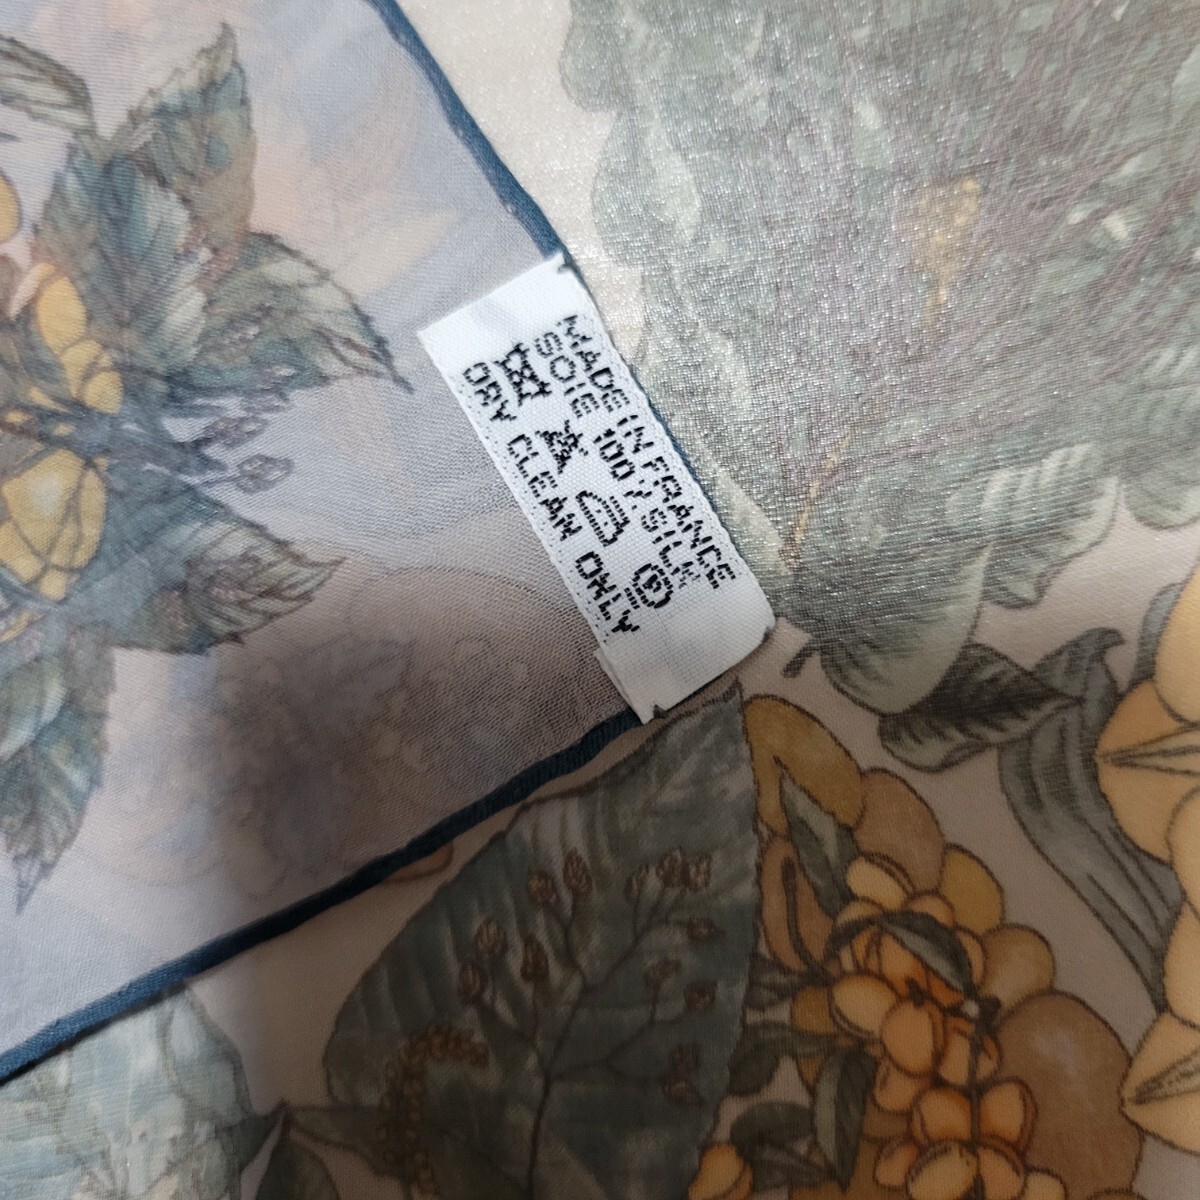 MADE IN FRANCE
SOIE 100% SILK
P
DRY CLEAN ONLY